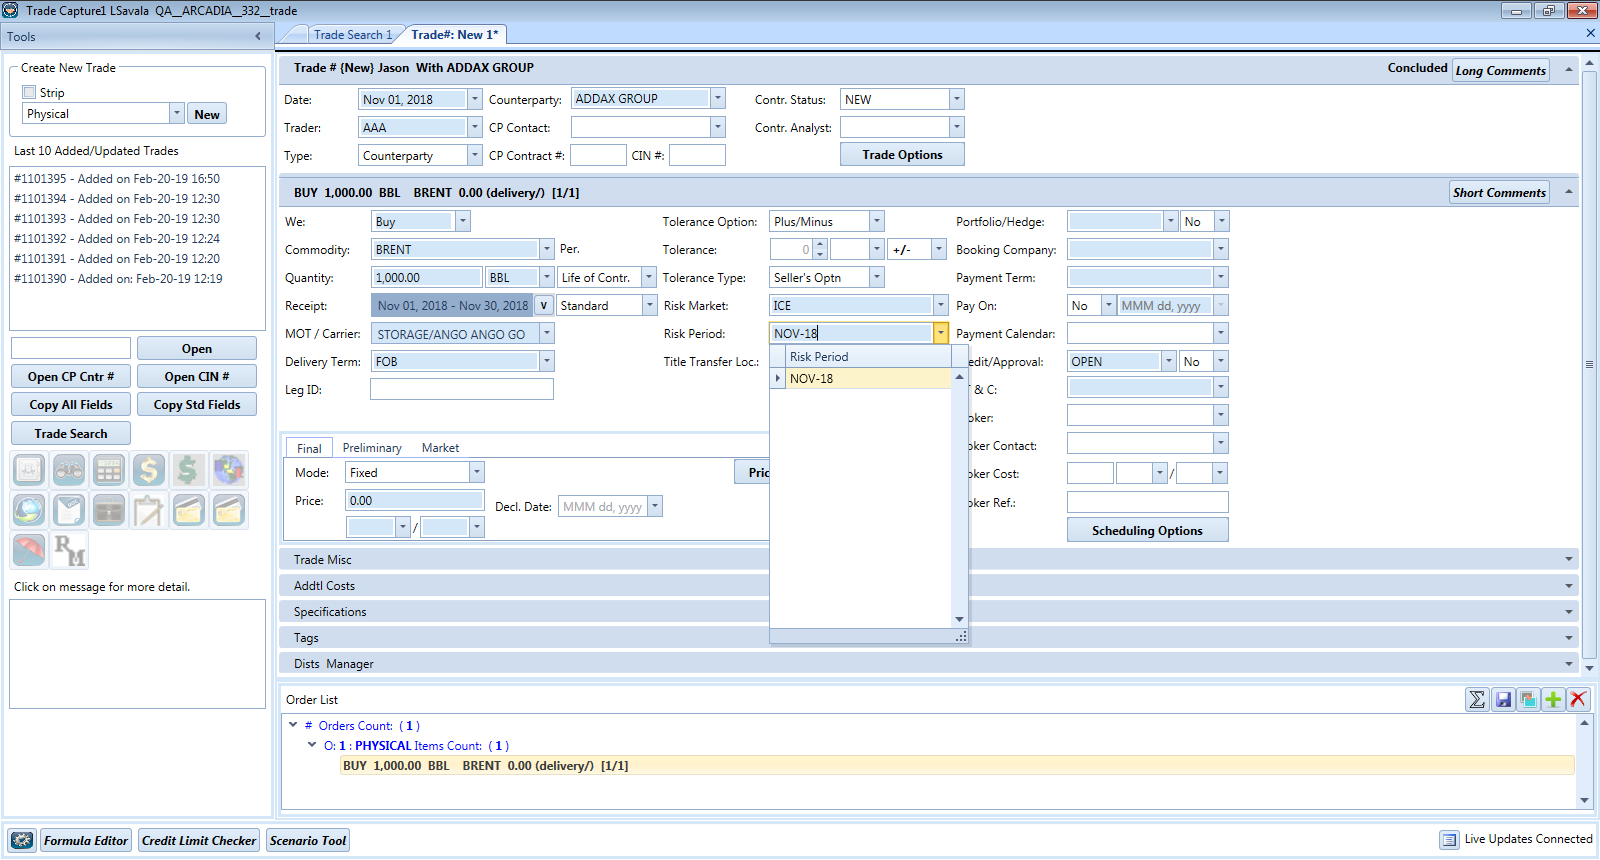 Trade Capture1 LSavala  QA__ARCADIA__332__trade
Tools
Trade Search 1
Trade#: New 1*
Create New Trade
Strip
Physical
New
Last 10 Added/Updated Trades
#1101395 - Added on Feb-20-19 16:50
#1101394 - Added on Feb-20-19 12:30
#1101393 - Added on Feb-20-19 12:30
#1101392 - Added on Feb-20-19 12:24
#1101391 - Added on Feb-20-19 12:20
#1101390 - Added on: Feb-20-19 12:19
Open
Open CP Cntr #
Open CIN #
Copy All Fields
Copy Std Fields
Trade Search
RM
Click on message for more detail.
Trade # {New} Jason  With ADDAX GROUP
Concluded
Long Comments
Date:
Nov 01, 2018
Counterparty:
ADDAX GROUP
Contr. Status:
NEW
Trader:
AAA
CP Contact:
Contr. Analyst:
Type:
Counterparty
CP Contract #:
CIN #:
Trade Options
BUY  1,000.00  BBL    BRENT  0.00 (delivery/)  [1/1]
Short Comments
We:
Buy
Tolerance Option:
Plus/Minus
Portfolio/Hedge:
No
Commodity:
BRENT
Per.
Tolerance:
0
+/-
Booking Company:
Quantity:
1,000.00
BBL
Life of Contr.
Tolerance Type:
Seller's Optn
Payment Term:
Receipt:
Nov 01, 2018 - Nov 30, 2018
v
Standard
Risk Market:
ICE
Pay On:
No
MMM dd, yyyy
MOT / Carrier:
STORAGE/ANGO ANGO GO
Risk Period:
NOV-18
Payment Calendar:
Delivery Term:
FOB
Title Transfer Loc.:
Risk Period
NOV-18
edit/Approval:
OPEN
No
Leg ID:
T & C:
oker:
oker Contact:
oker Cost:
/
oker Ref.:
Scheduling Options
Final
Preliminary
Market
Mode:
Fixed
Pric
Price:
0.00
Decl. Date:
MMM dd, yyyy
/
Trade Misc
Addtl Costs
Specifications
Tags
Dists  Manager
Order List
# Orders Count: ( 1 )
O: 1 : PHYSICAL Items Count: ( 1 )
BUY  1,000.00  BBL    BRENT  0.00 (delivery/)  [1/1]
Formula Editor
Credit Limit Checker
Scenario Tool
Live Updates Connected